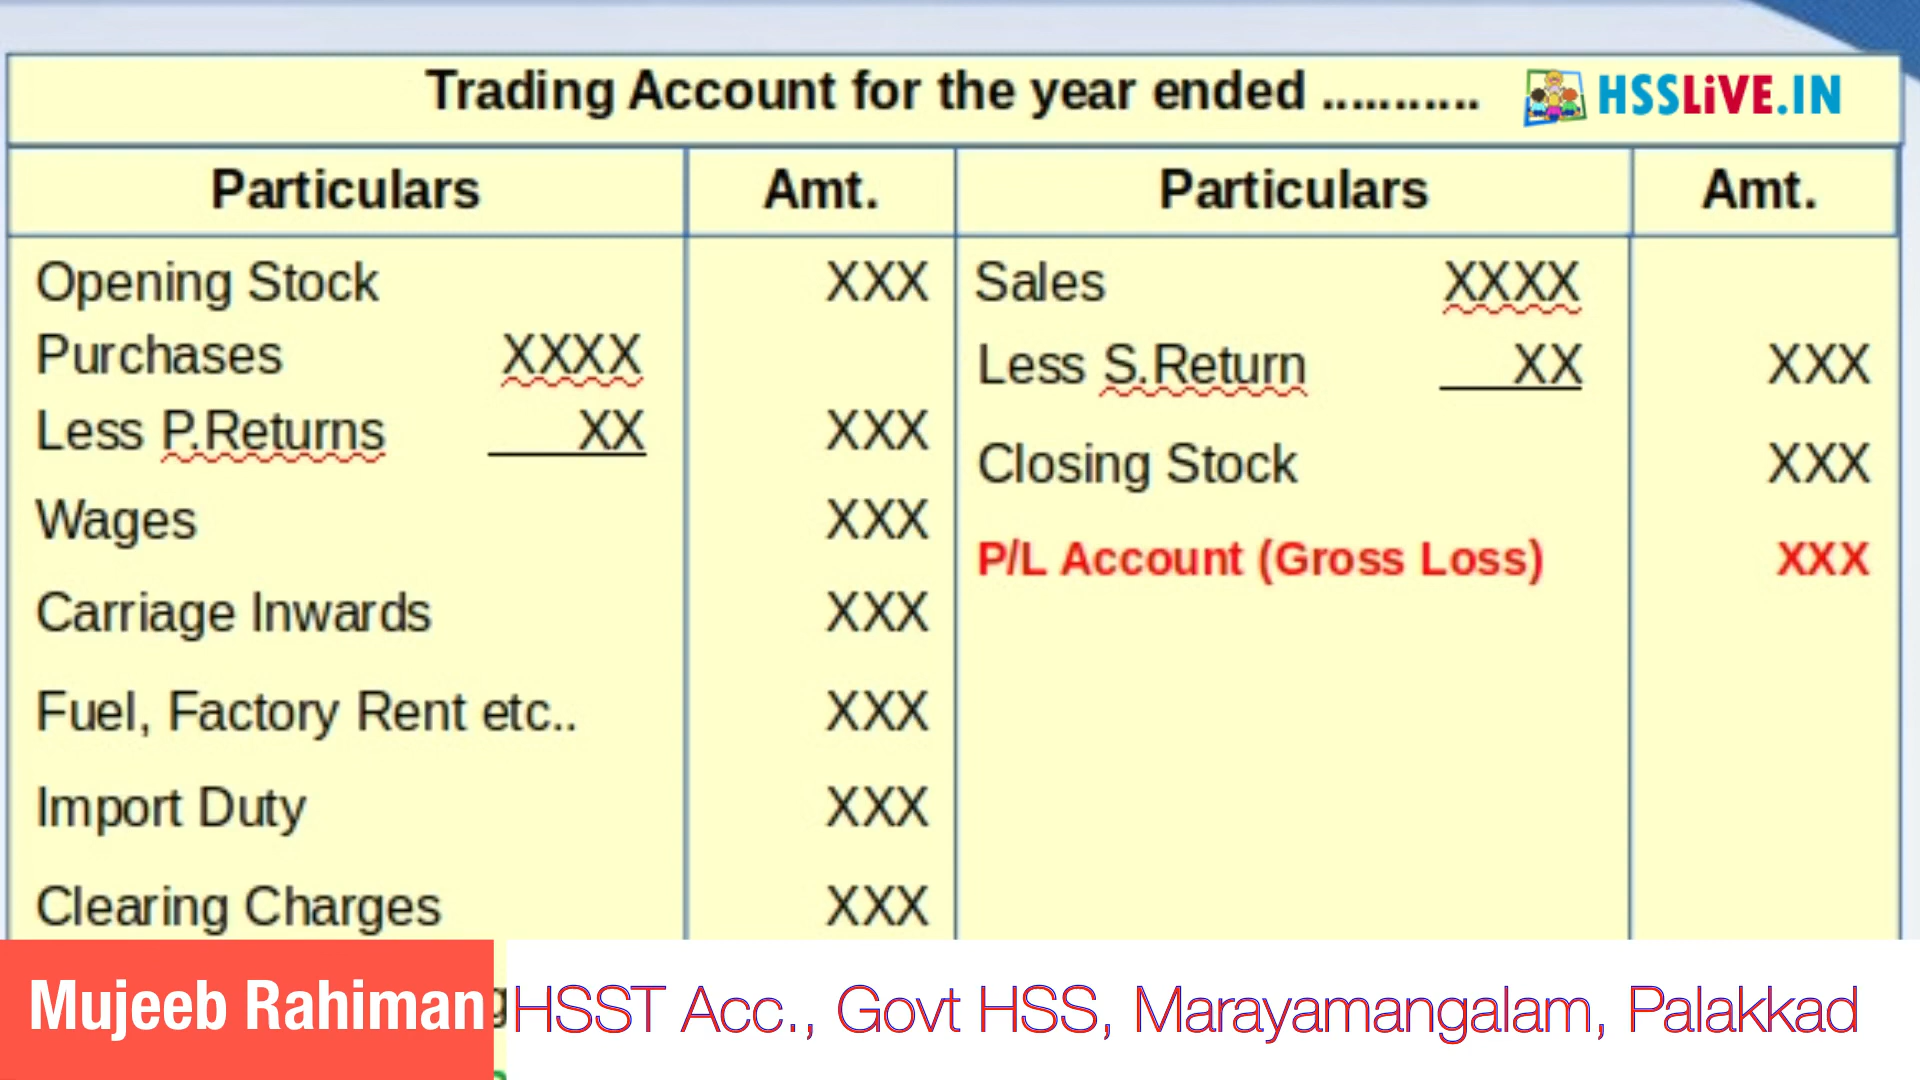 Trading Account for the year ended ........... HSSLiVE.IN
Particulars Amt. Particulars Amt.
Opening Stock XXX Sales XXXX
Purchases XXXX
Less S.Return XX XXX
Less P.Returns XX XXX
Closing Stock XXX
Wages XXX
P/L Account (Gross Loss) XXX
Carriage Inwards XXX
Fuel, Factory Rent etc.. XXX
Import Duty XXX
Clearing Charges XXX
Mujeeb Rahiman HSST Acc., Govt HSS, Marayamangalam, Palakkad